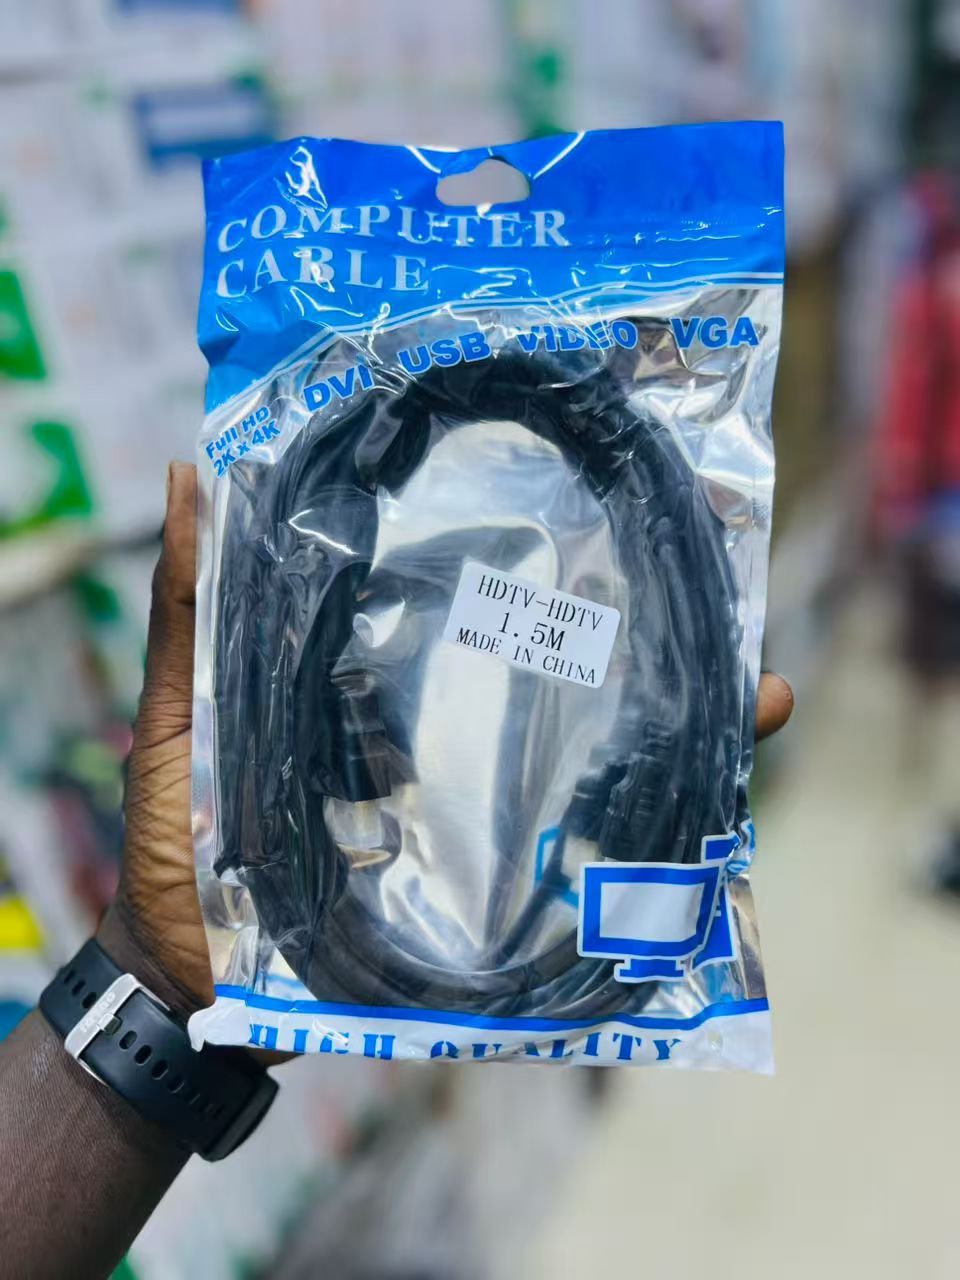 COMPUTER
CABLE
DVI USB VIDEO VGA
Full HD
2K x 4K
HDTV-HDTV
1.5M
MADE IN CHINA
HIGH QUALITY